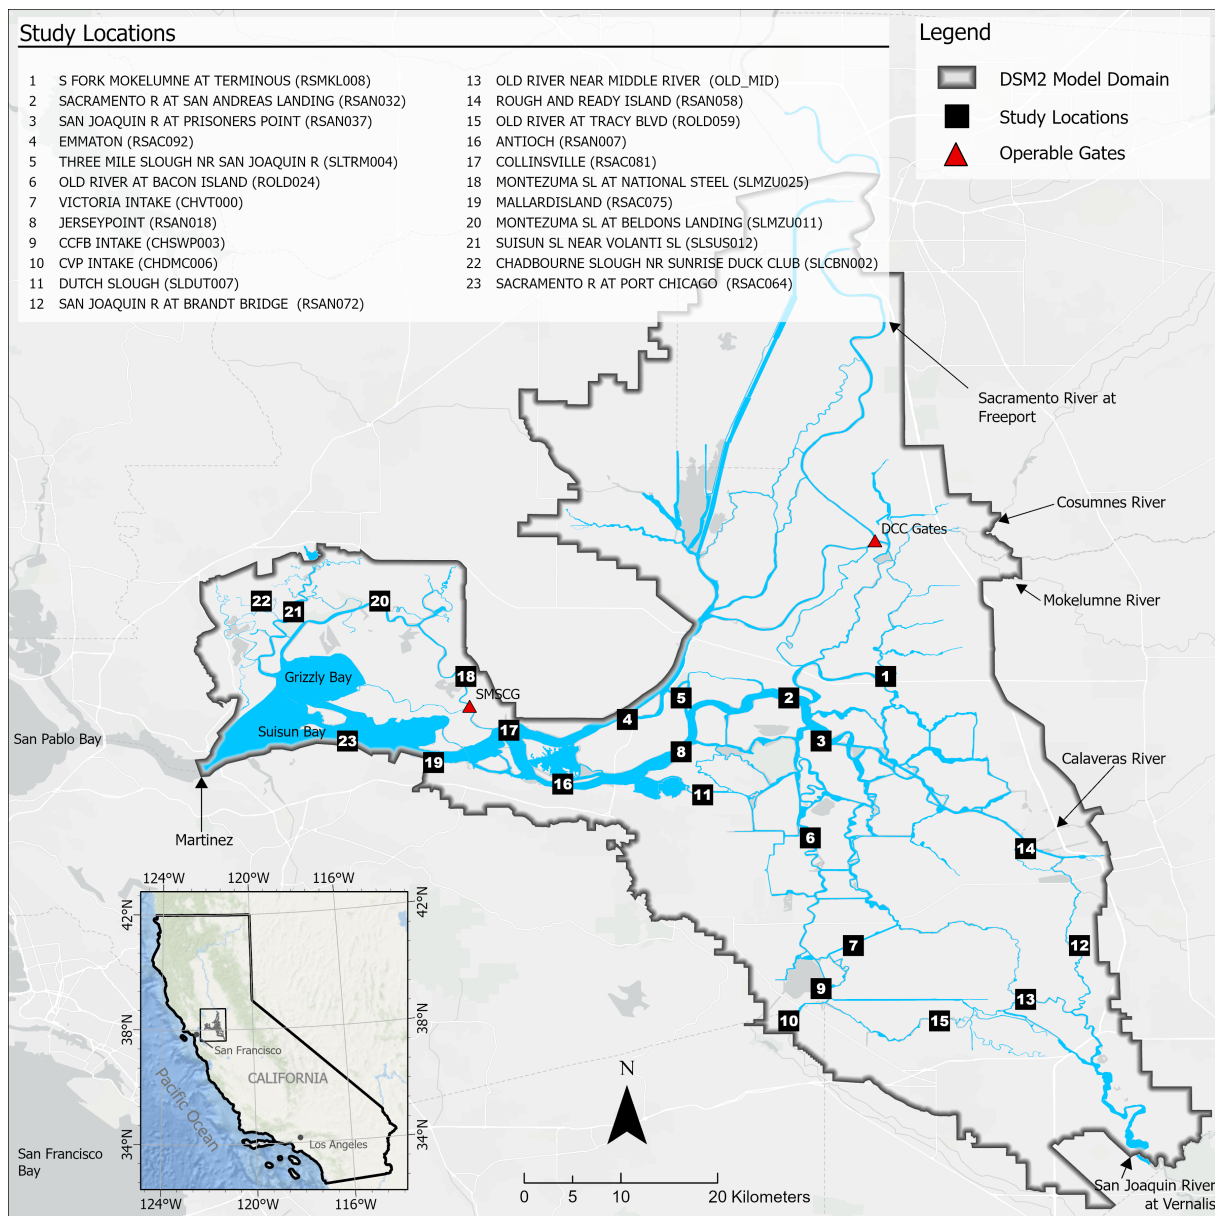 Study Locations
1 S FORK MOKELUMNE AT TERMINOUS (RSMKL008)
2 SACRAMENTO R AT SAN ANDREAS LANDING (RSAN032)
3 SAN JOAQUIN R AT PRISONERS POINT (RSAN037)
4 EMMATON (RSAC092)
5 THREE MILE SLOUGH NR SAN JOAQUIN R (SLTRM004)
6 OLD RIVER AT BACON ISLAND (ROLD024)
7 VICTORIA INTAKE (CHVT000)
8 JERSEYPOINT (RSAN018)
9 CCFB INTAKE (CHSWP003)
10 CVP INTAKE (CHDMC006)
11 DUTCH SLOUGH (SLDUT007)
12 SAN JOAQUIN R AT BRANDT BRIDGE (RSAN072)
13 OLD RIVER NEAR MIDDLE RIVER (OLD_MID)
14 ROUGH AND READY ISLAND (RSAN058)
15 OLD RIVER AT TRACY BLVD (ROLD059)
16 ANTIOCH (RSAN007)
17 COLLINSVILLE (RSAC081)
18 MONTEZUMA SL AT NATIONAL STEEL (SLMZU025)
19 MALLARDISLAND (RSAC075)
20 MONTEZUMA SL AT BELDONS LANDING (SLMZU011)
21 SUISUN SL NEAR VOLANTI SL (SLSUS012)
22 CHADBOURNE SLOUGH NR SUNRISE DUCK CLUB (SLCBN002)
23 SACRAMENTO R AT PORT CHICAGO (RSAC064)
Legend
DSM2 Model Domain
Study Locations
Operable Gates
Sacramento River at
Freeport
Cosumnes River
DCC Gates
Mokelumne River
22
21
20
Grizzly Bay
18
SMSCG
5
2
1
4
Suisun Bay
23
17
3
San Pablo Bay
19
8
16
11
Calaveras River
Martinez
6
14
7
12
9
13
10
15
124°W 120°W 116°W
42°N
42°N
38°N
38°N
San Francisco
CALIFORNIA
Pacific Ocean
34°N
34°N
Los Angeles
124°W 120°W 116°W
San Francisco
Bay
N
0 5 10 20 Kilometers
San Joaquin River
at Vernalis